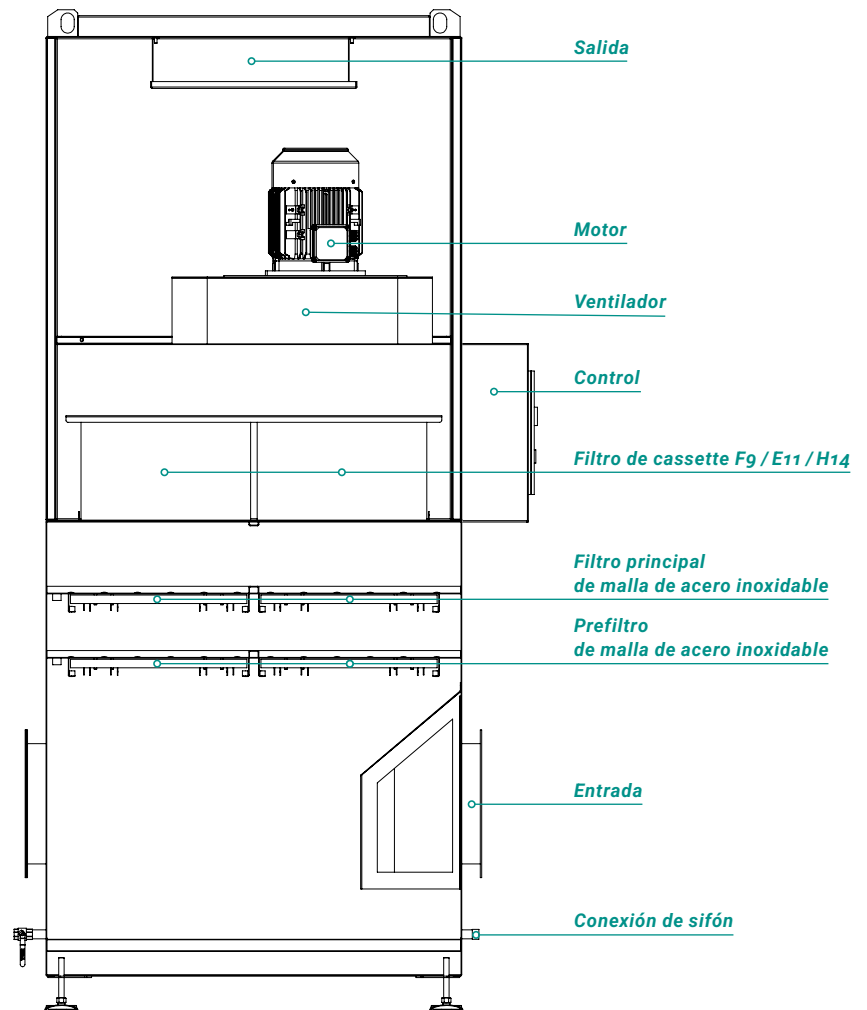 Salida
Motor
Ventilador
Control
Filtro de cassette F9 / E11 / H14
Filtro principal
de malla de acero inoxidable
Prefiltro
de malla de acero inoxidable
Entrada
Conexión de sifón